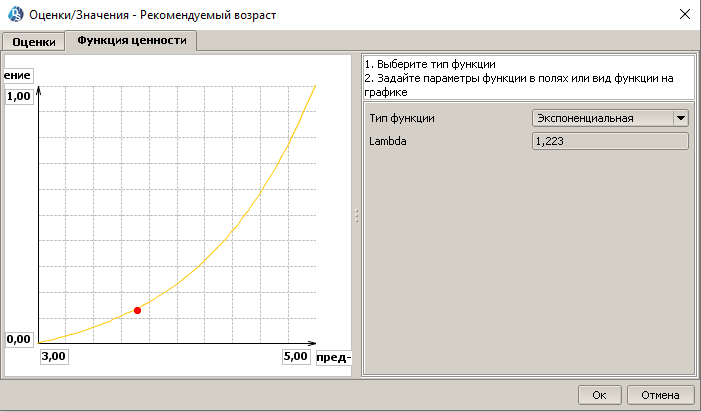 Оценки/Значения - Рекомендуемый возраст
Оценки
Функция ценности
ение
1,00
0,00
3,00
5,00
пред-
1. Выберите тип функции
2. Задайте параметры функции в полях или вид функции на
графике
Тип функции
Экспоненциальная
Lambda
1,223
Ок
Отмена